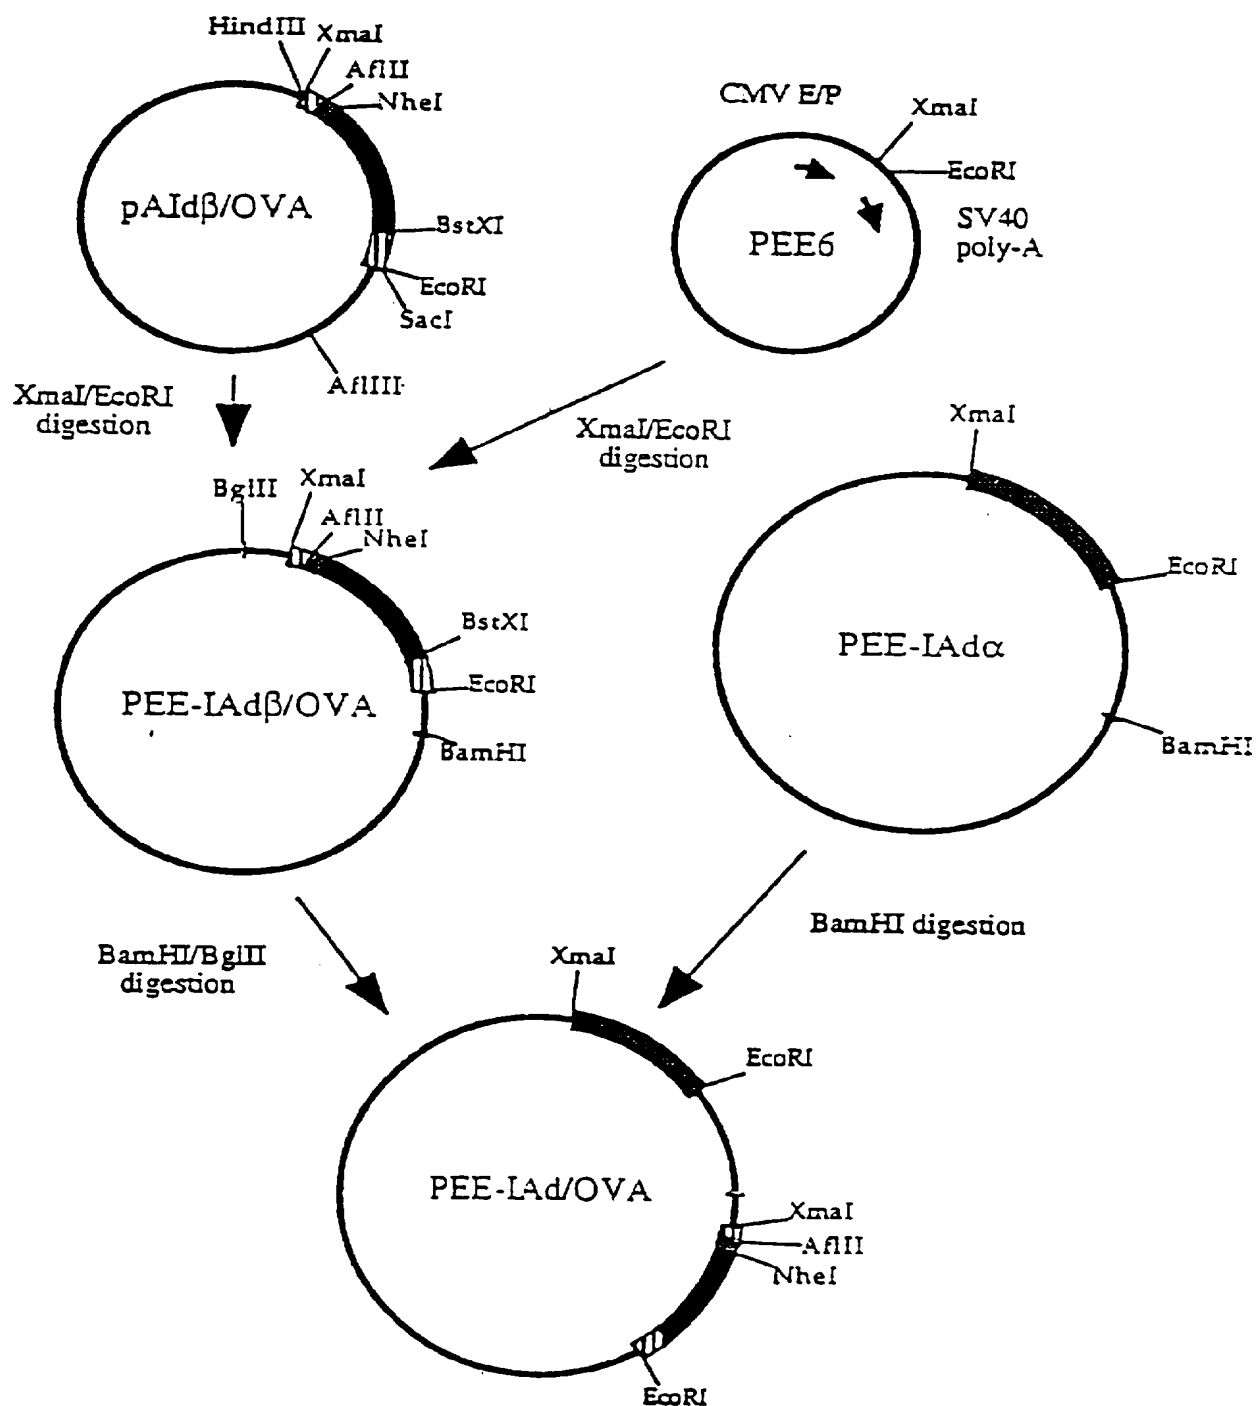 HindIII
XmaI
AflII
NheI
pAIdβ/OVA
BstXI
EcoRI
SacI
AflIII
CMV E/P
XmaI
EcoRI
PEE6
SV40
poly-A
XmaI/EcoRI
digestion
XmaI/EcoRI
digestion
BglII
XmaI
AflII
NheI
BstXI
PEE-IAdβ/OVA
EcoRI
BamHI
XmaI
EcoRI
PEE-IAdα
BamHI
BamHI/BglII
digestion
BamHI digestion
XmaI
EcoRI
PEE-IAd/OVA
XmaI
AflII
NheI
EcoRI